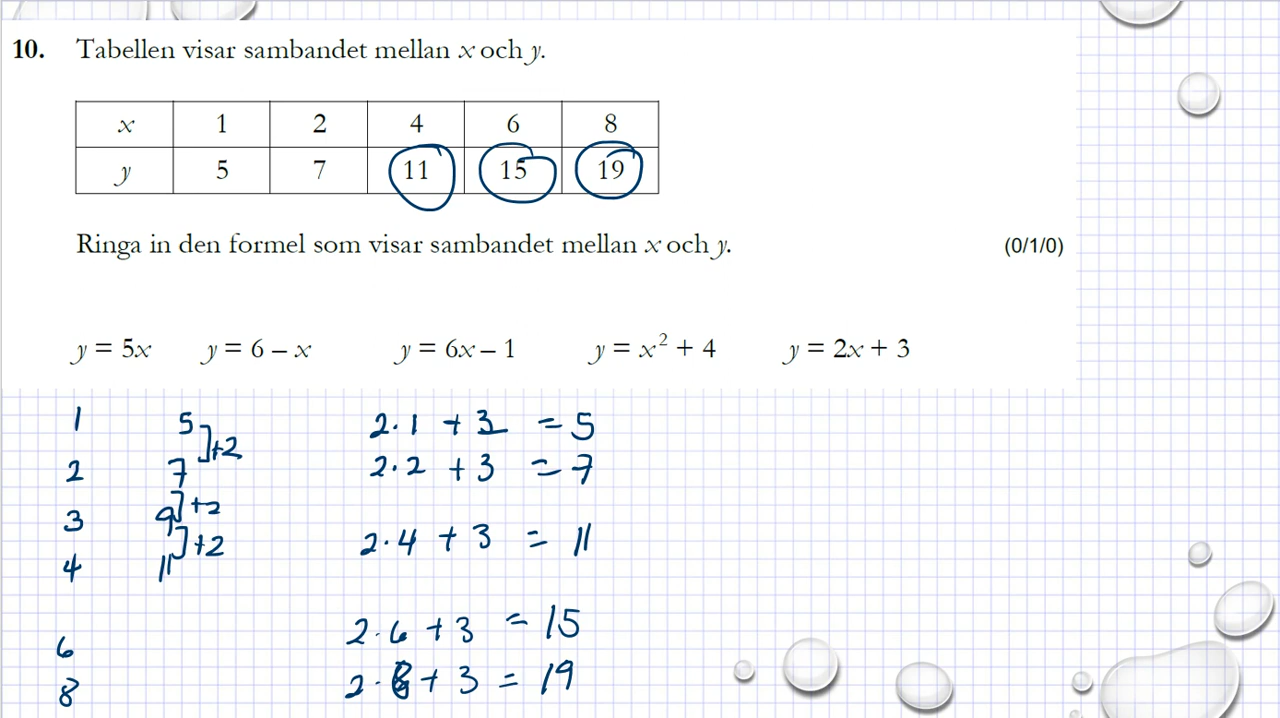 10. Tabellen visar sambandet mellan x och y.
x 1 2 4 6 8
y 5 7 11 15 19
Ringa in den formel som visar sambandet mellan x och y. (0/1/0)
y = 5x y = 6 – x y = 6x – 1 y = x² + 4 y = 2x + 3
1 5 2·1 + 3 = 5
]+2
2 7 2·2 + 3 = 7
]+2
3 9
]+2
4 11 2·4 + 3 = 11
6 2·6 + 3 = 15
8 2·8 + 3 = 19